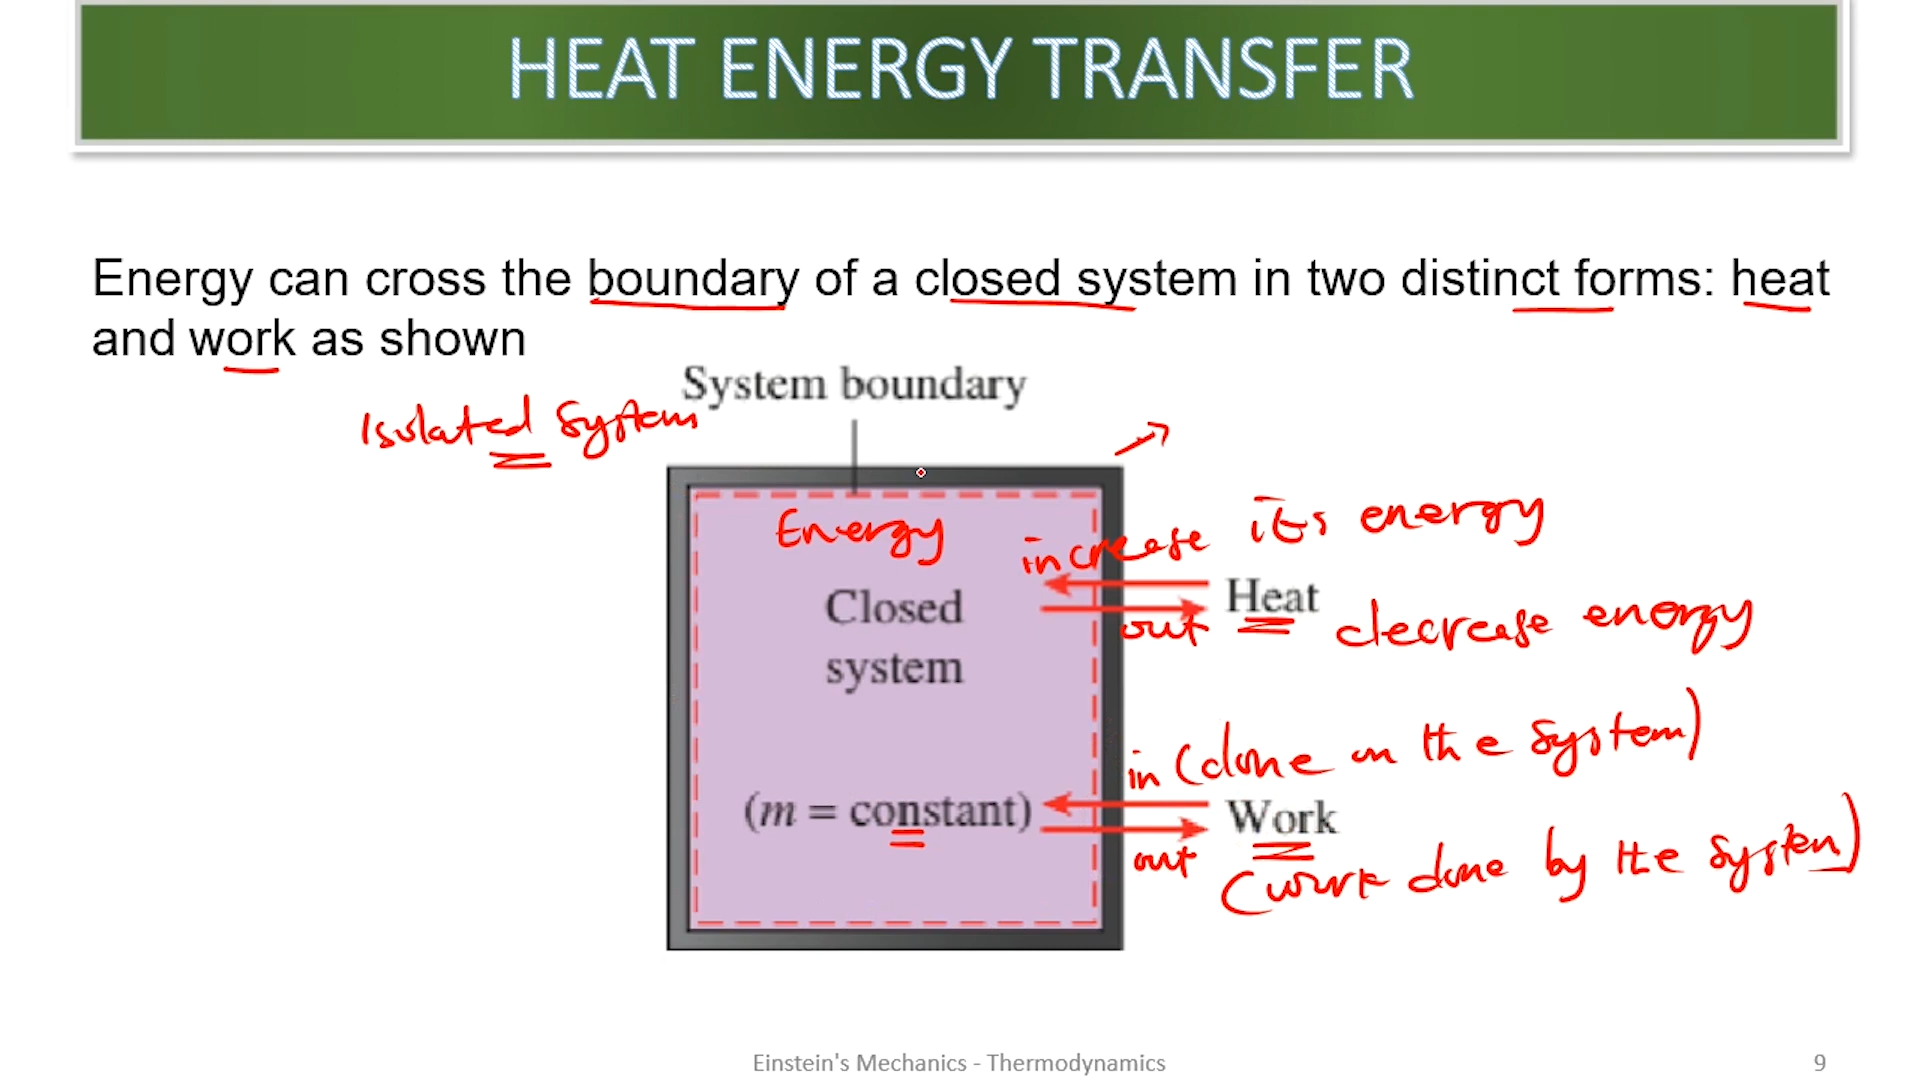 HEAT ENERGY TRANSFER
Energy can cross the boundary of a closed system in two distinct forms: heat
and work as shown
System boundary
Isolated System
Energy
increase its energy
Closed
system
Heat
out
decrease energy
in (done on the system)
(m = constant)
Work
out
(work done by the system)
Einstein's Mechanics - Thermodynamics
9